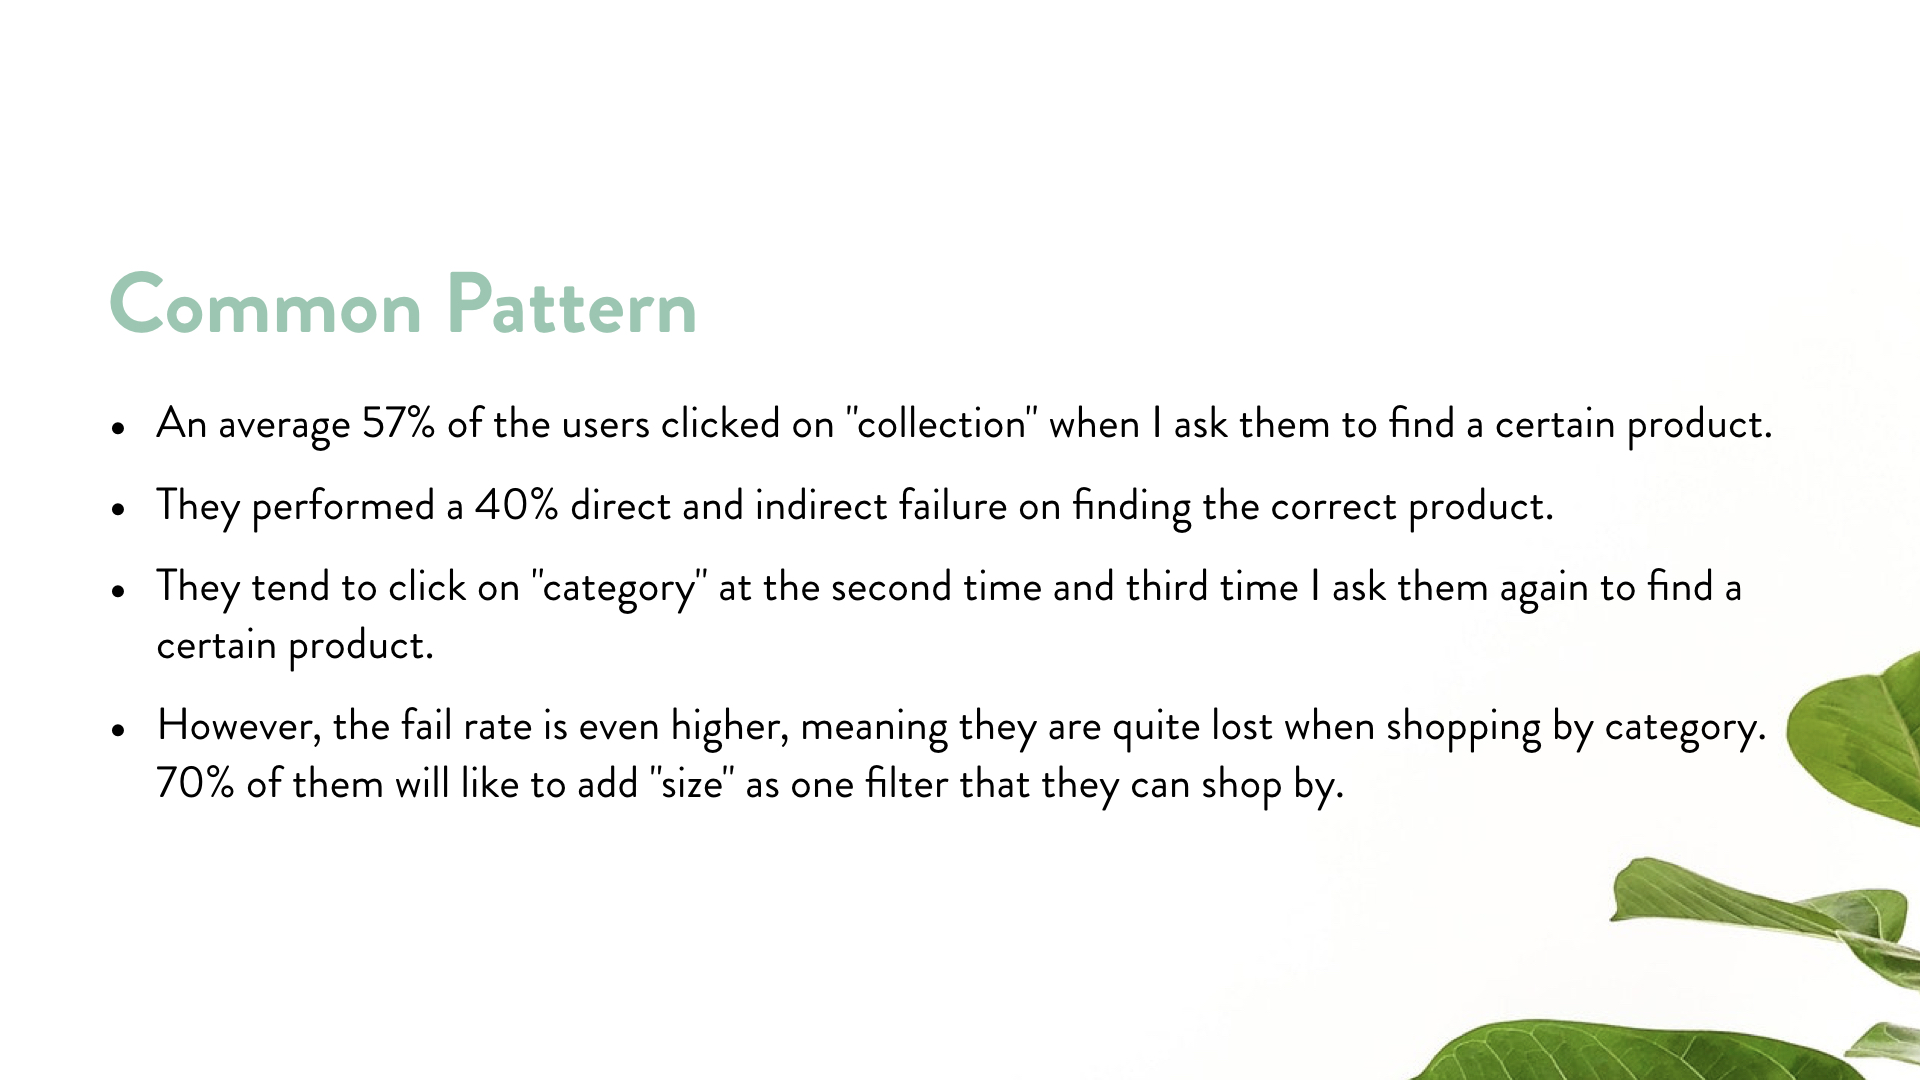 Common Pattern
• An average 57% of the users clicked on "collection" when I ask them to find a certain product.
• They performed a 40% direct and indirect failure on finding the correct product.
• They tend to click on "category" at the second time and third time I ask them again to find a
certain product.
• However, the fail rate is even higher, meaning they are quite lost when shopping by category.
70% of them will like to add "size" as one filter that they can shop by.